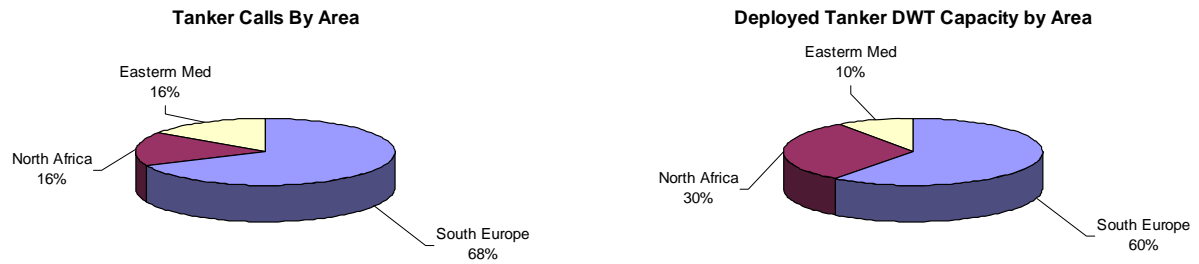 Tanker Calls By Area
Easterm Med
16%
North Africa
16%
South Europe
68%
Deployed Tanker DWT Capacity by Area
Easterm Med
10%
North Africa
30%
South Europe
60%